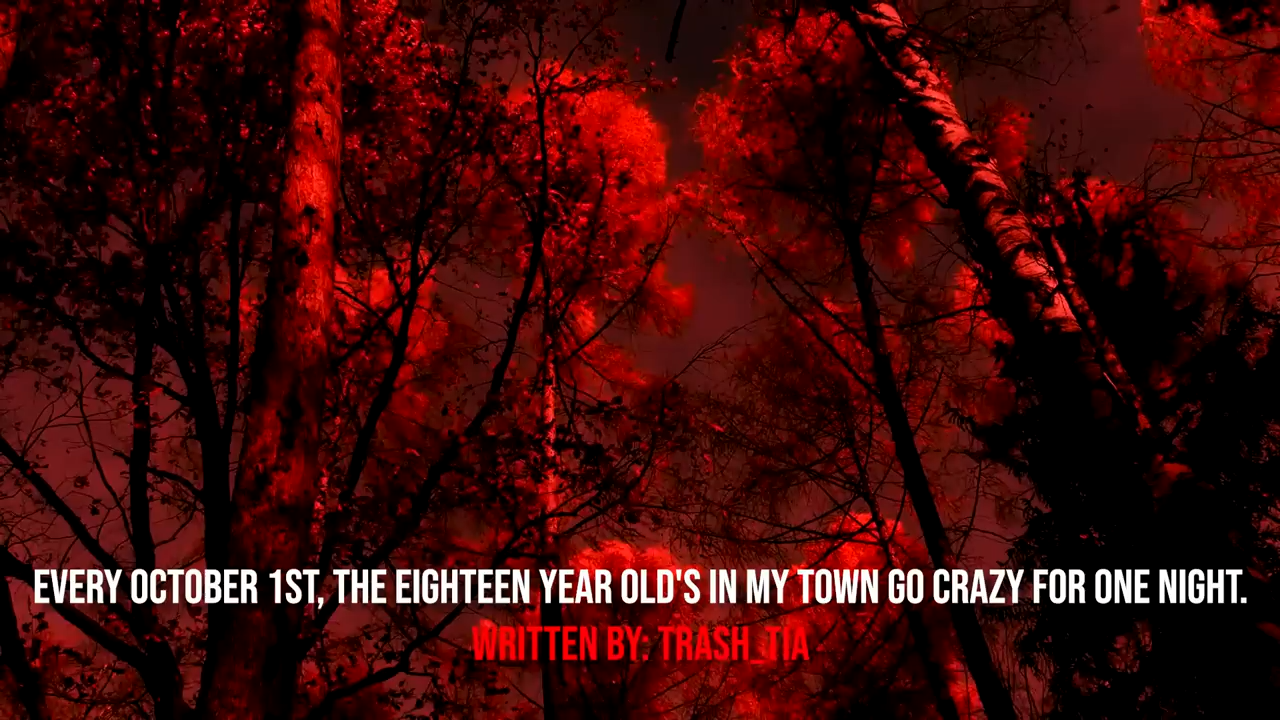 EVERY OCTOBER 1ST, THE EIGHTEEN YEAR OLD'S IN MY TOWN GO CRAZY FOR ONE NIGHT.
WRITTEN BY: TRASH_TIA